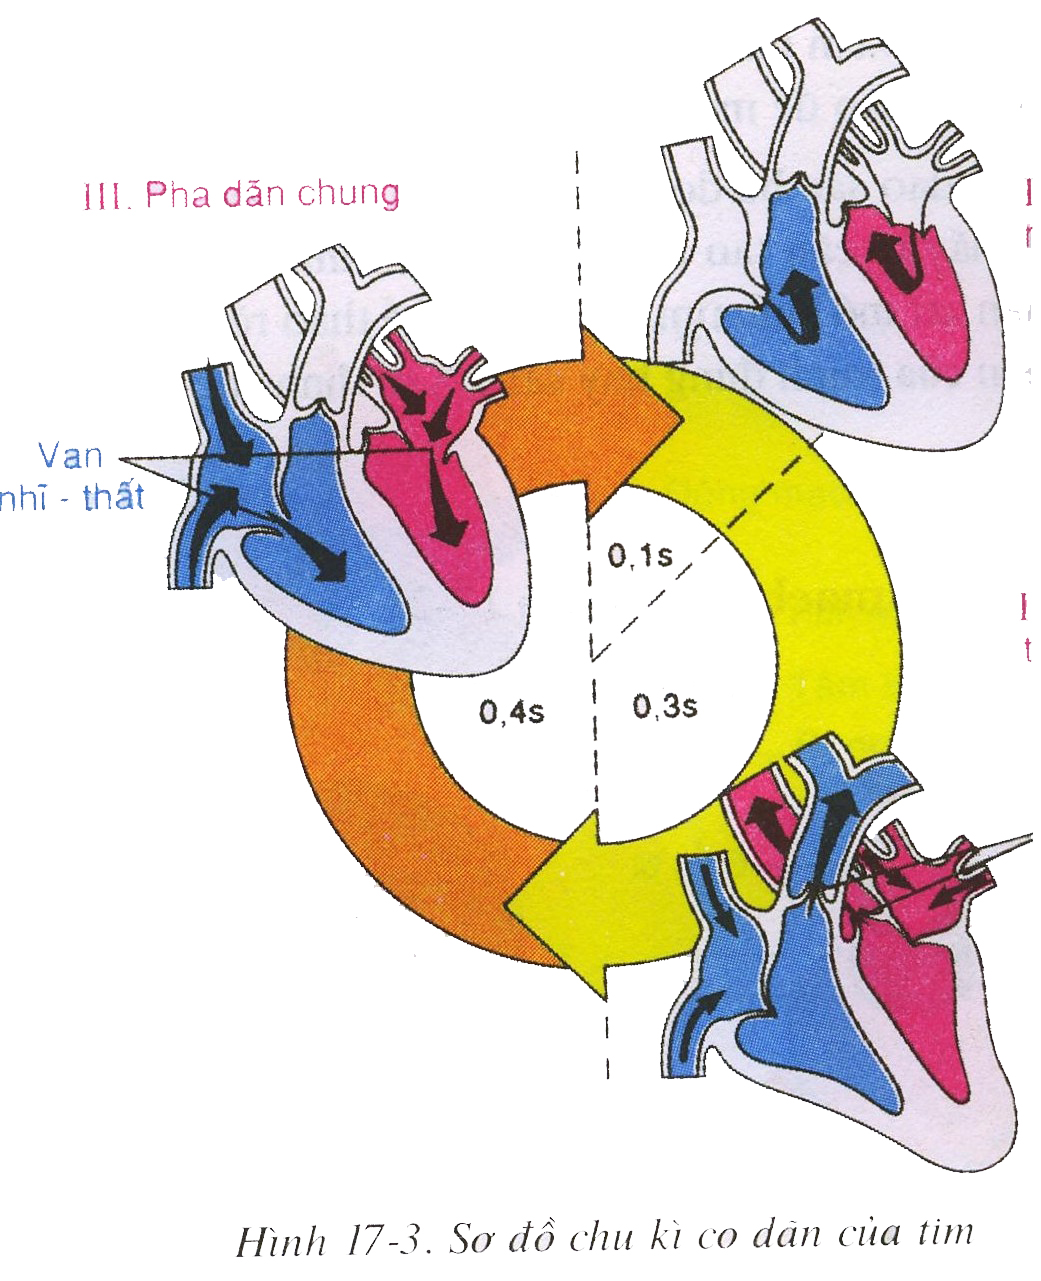 III. Pha dãn chung
Van
nhĩ - thất
0,1s
0,4s
0,3s
Hình 17-3. Sơ đồ chu kì co dãn của tim